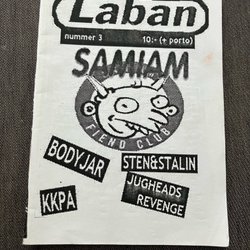 Laban
nummer 3
10:- (+ porto)
SAMIAM
FIEND CLUB
BODYJAR
STEN&STALIN
KKPA
JUGHEADS
REVENGE